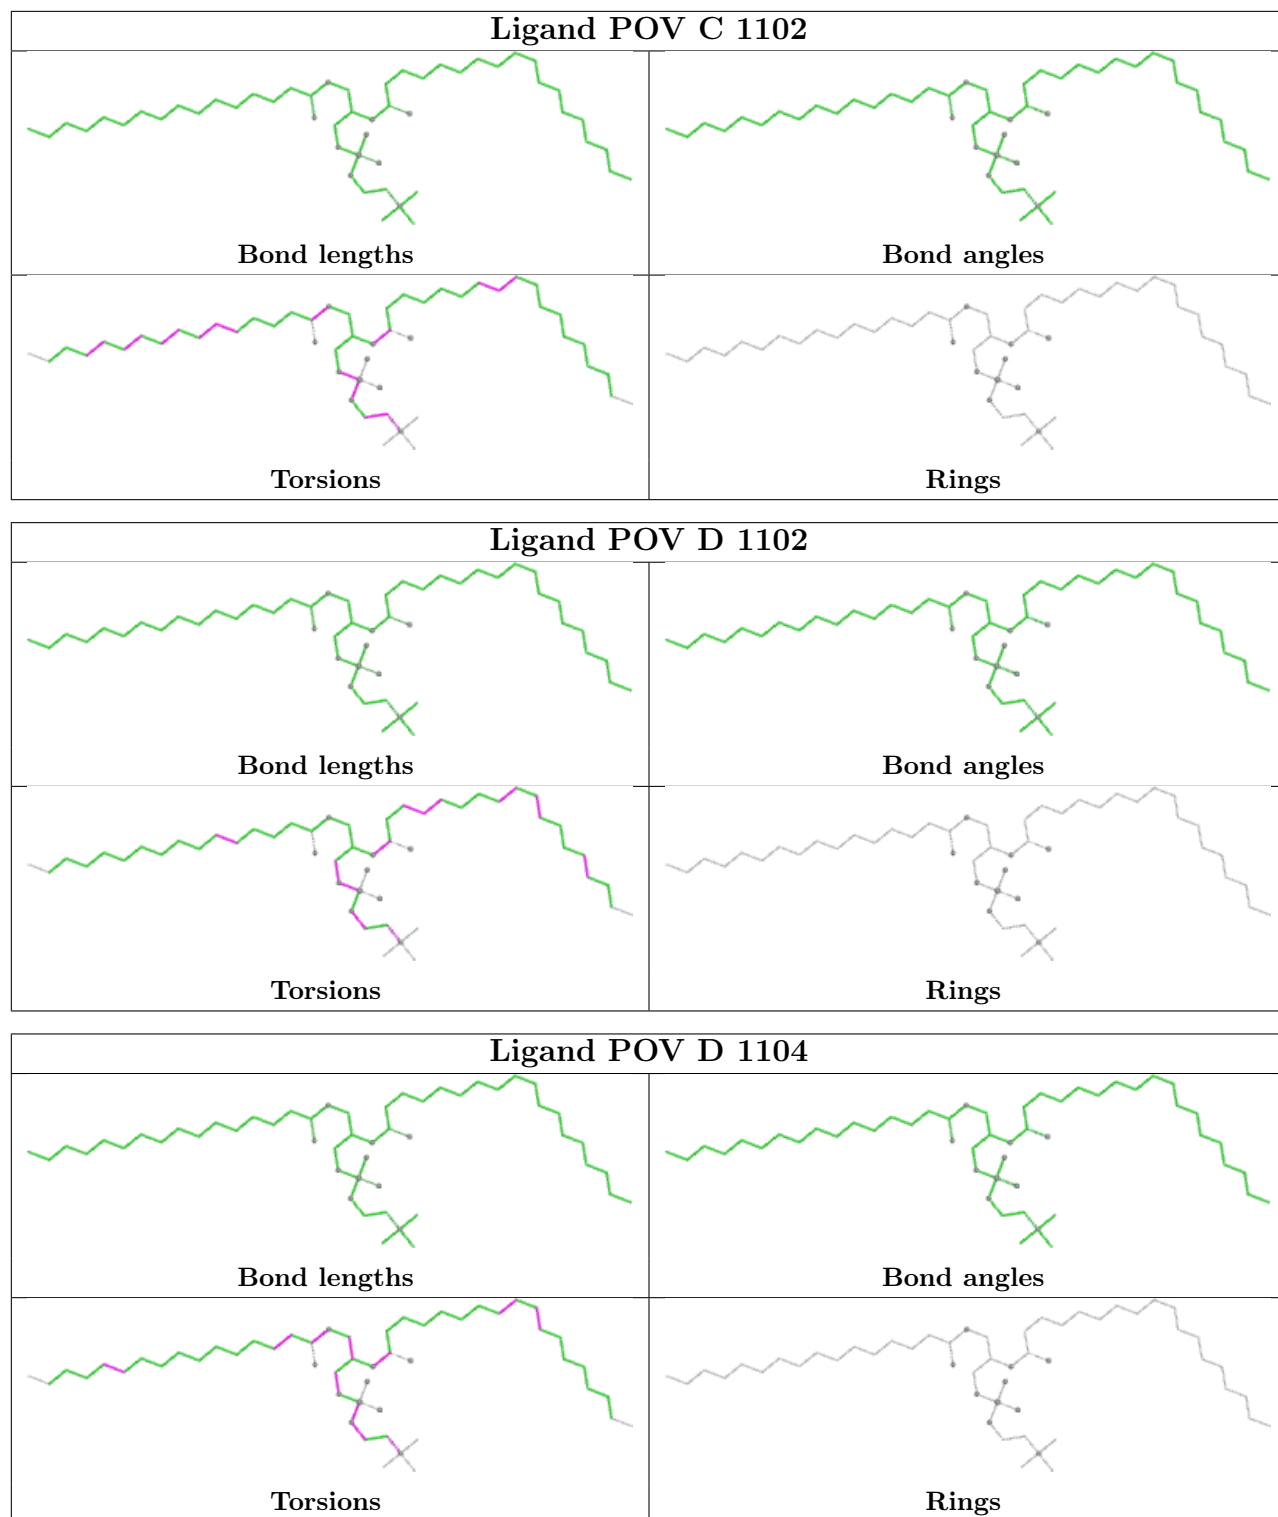 Ligand POV C 1102
Bond lengths
Bond angles
Torsions
Rings
Ligand POV D 1102
Bond lengths
Bond angles
Torsions
Rings
Ligand POV D 1104
Bond lengths
Bond angles
Torsions
Rings